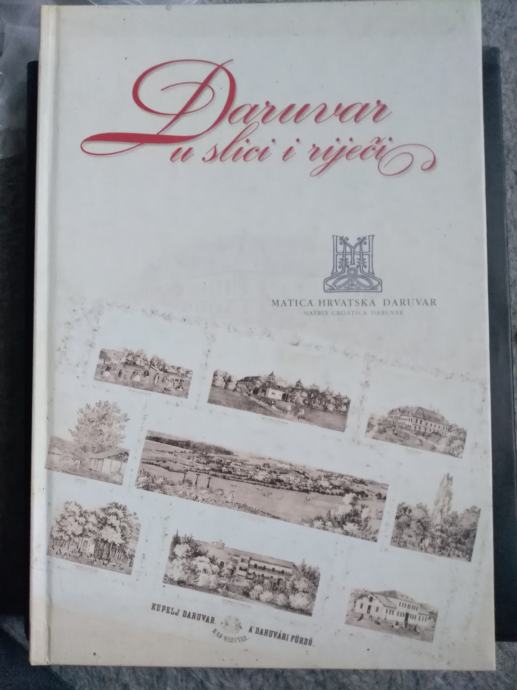 Daruvar
u slici i riječi
MATICA HRVATSKA DARUVAR
MATRIX CROATICA DARUVAR
KUPELJ DARUVAR. A DARUVÁRI FÜRDŐ.